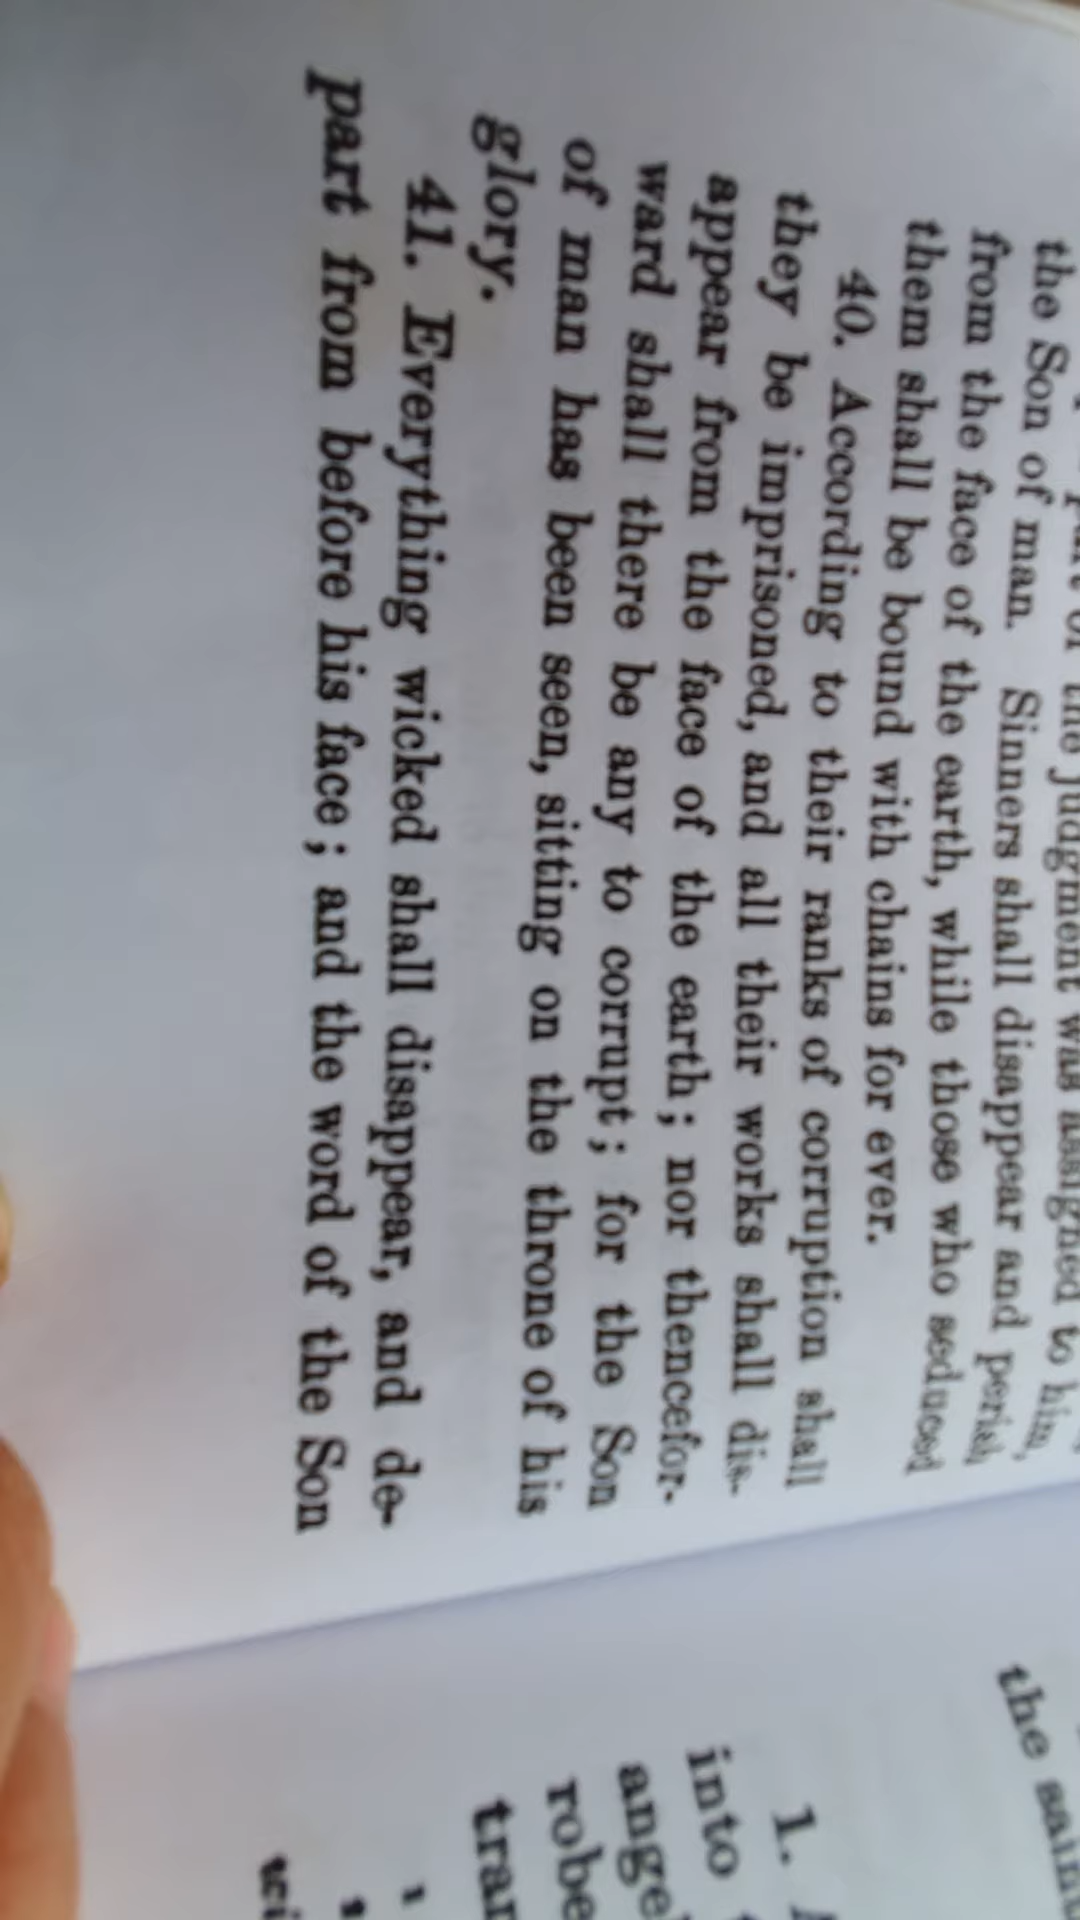 the judgment was assigned to him,
the Son of man. Sinners shall disappear and perish
from the face of the earth, while those who seduced
them shall be bound with chains for ever.
40. According to their ranks of corruption shall
they be imprisoned, and all their works shall dis-
appear from the face of the earth; nor thencefor-
ward shall there be any to corrupt; for the Son
of man has been seen, sitting on the throne of his
glory.
41. Everything wicked shall disappear, and de-
part from before his face; and the word of the Son
the
1.
into
robe